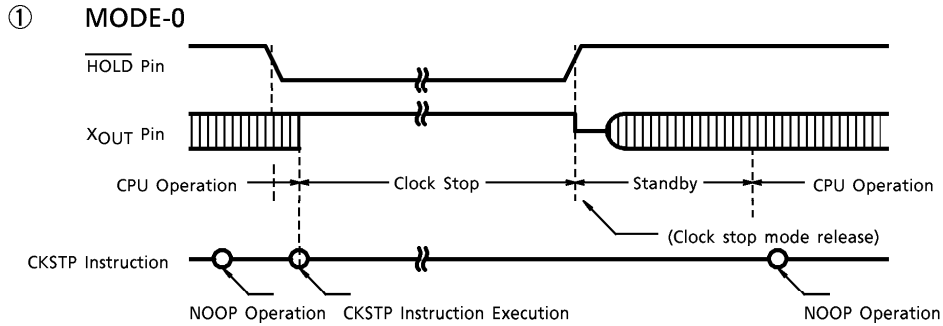 ① MODE-0
HOLD Pin
XOUT Pin
CPU Operation Clock Stop Standby CPU Operation
(Clock stop mode release)
CKSTP Instruction
NOOP Operation CKSTP Instruction Execution NOOP Operation